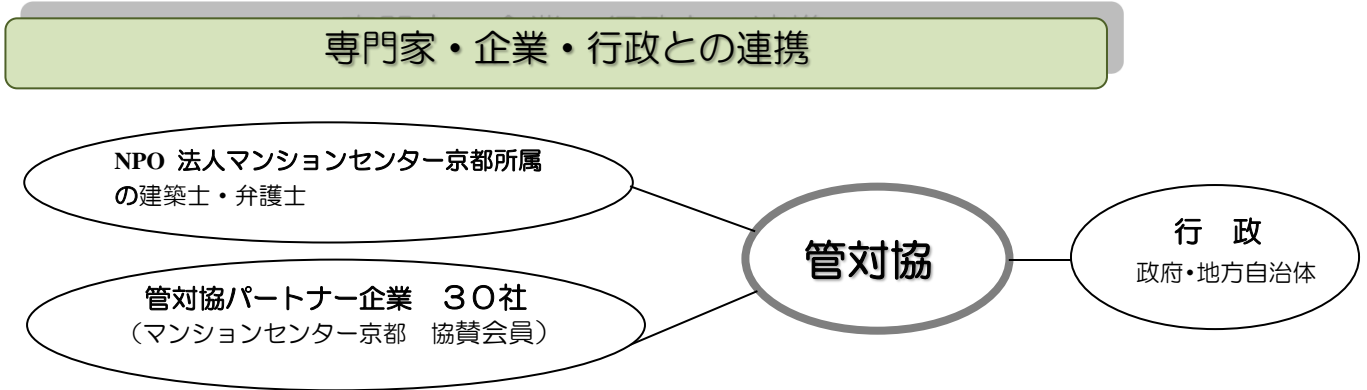 専門家・企業・行政との連携
NPO 法人マンションセンター京都所属
の建築士・弁護士
管対協パートナー企業　３０社
（マンションセンター京都　協賛会員）
管対協
行　政
政府・地方自治体